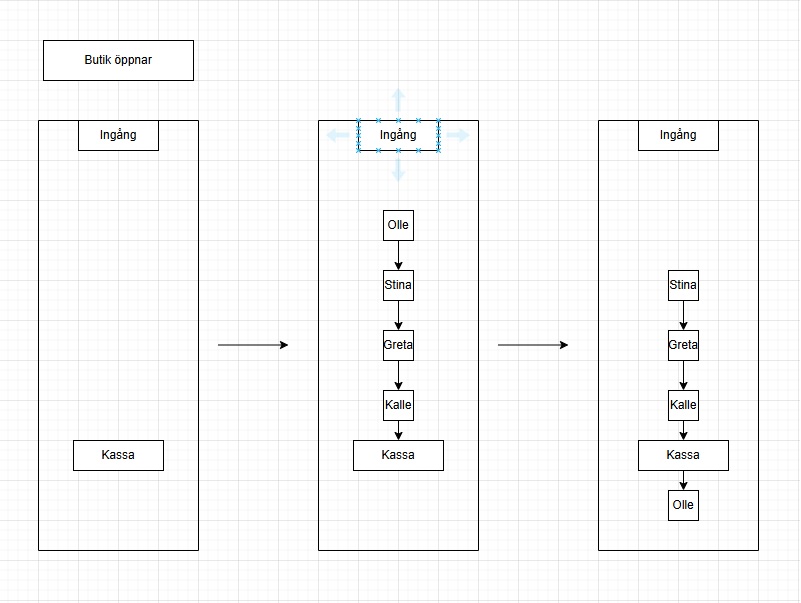 Butik öppnar
Ingång
Kassa
Ingång
Olle
Stina
Greta
Kalle
Kassa
Ingång
Stina
Greta
Kalle
Kassa
Olle